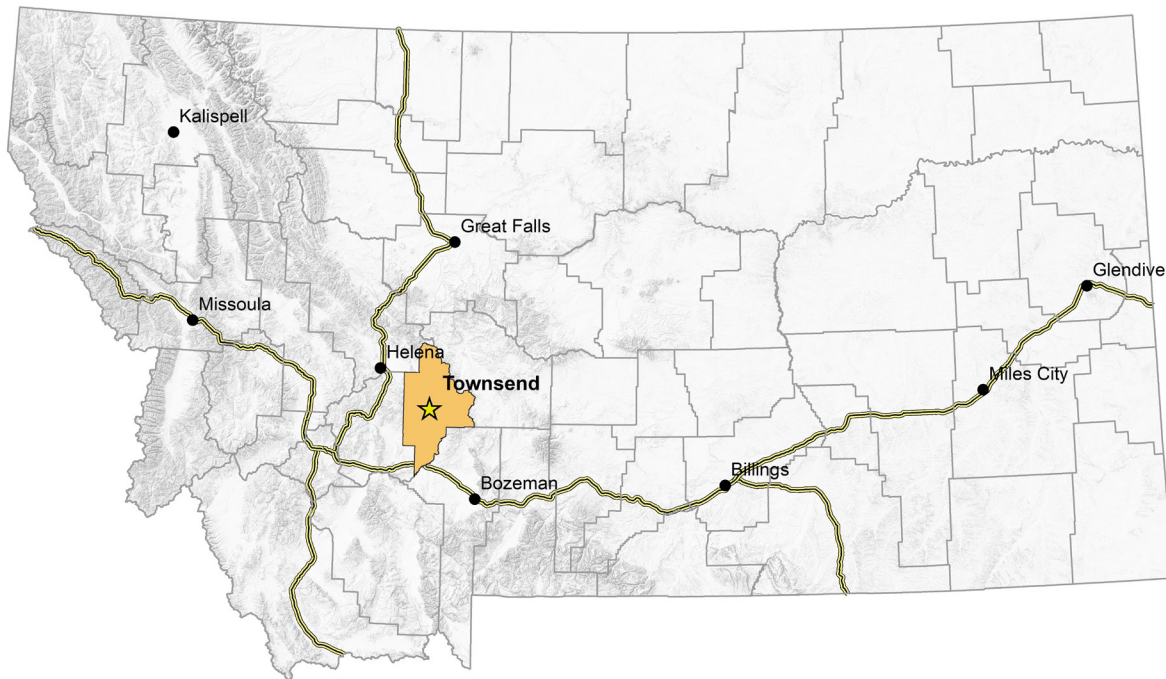 Kalispell
Great Falls
Glendive
Missoula
Helena
Miles City
Townsend
Billings
Bozeman